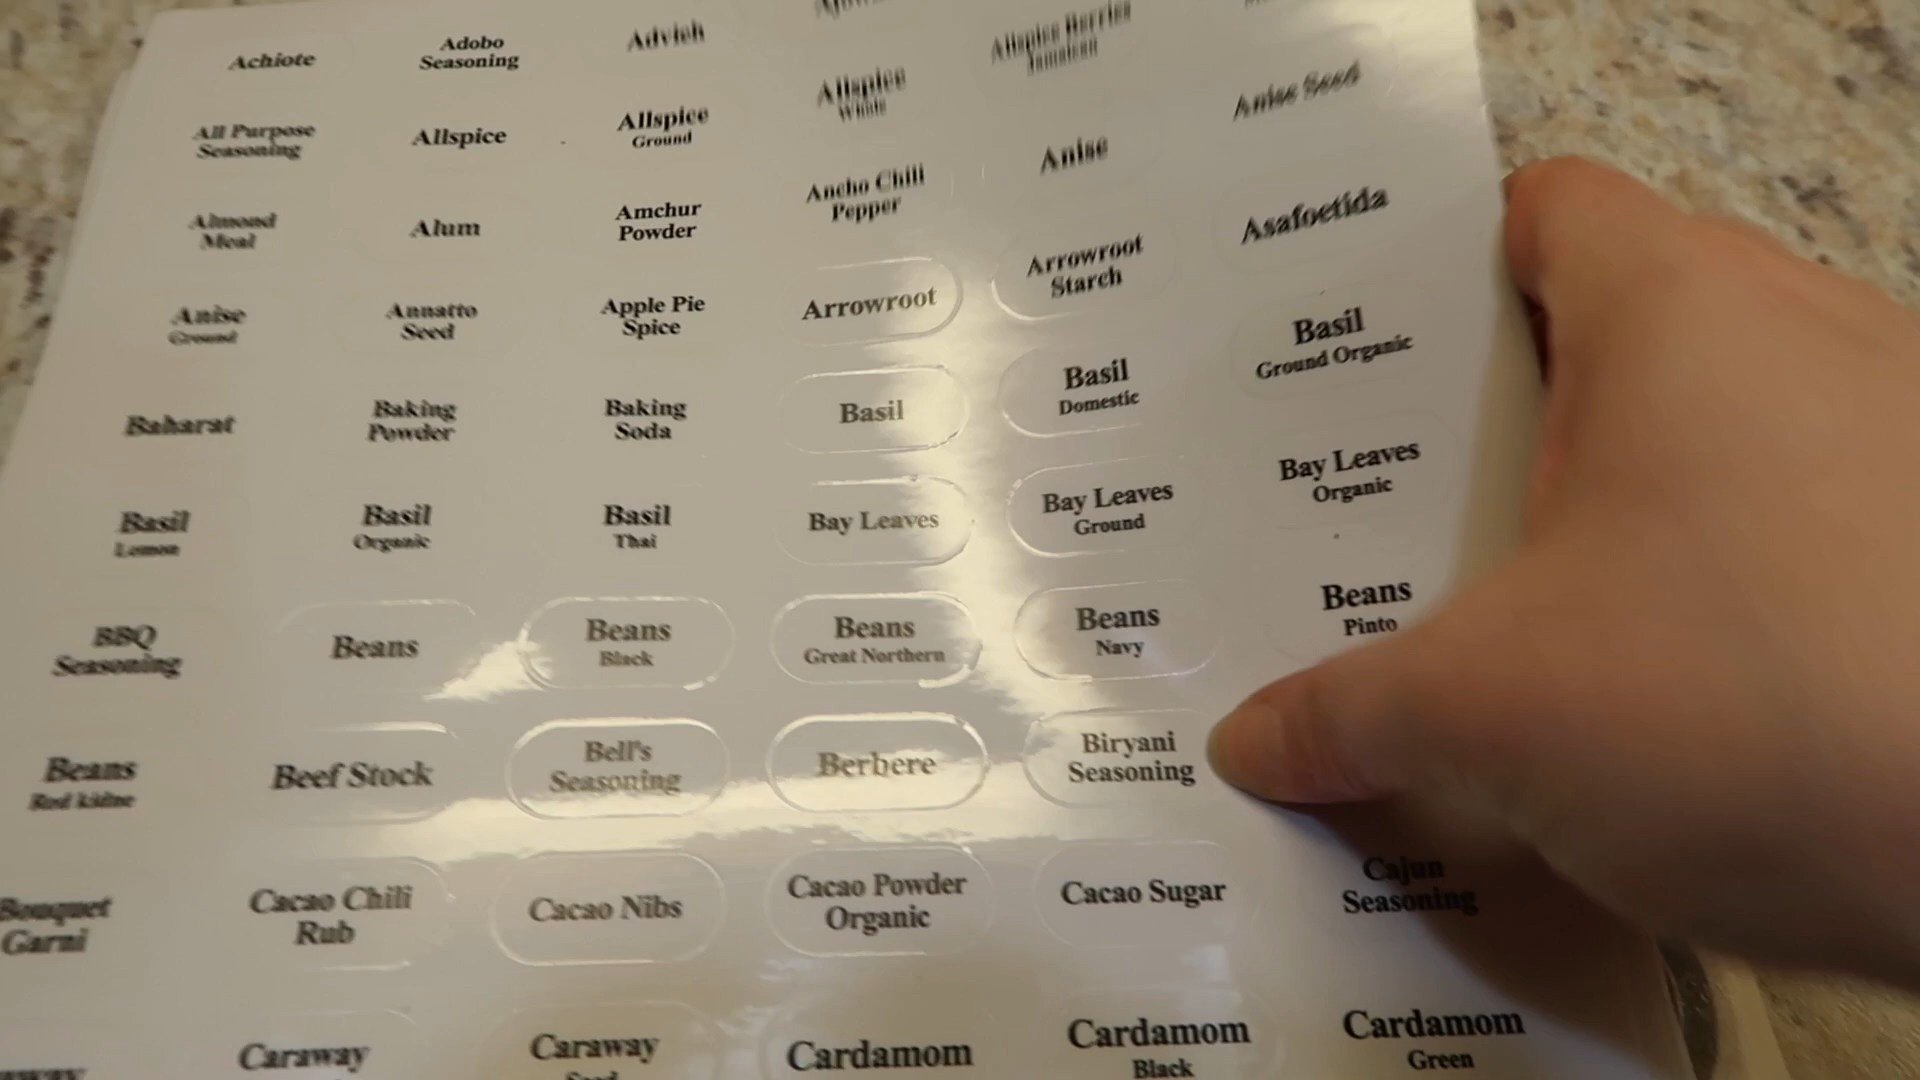 Achiote
Adobe
Seasoning
Advieh
Allspice Berries
Jamaican
All Purpose
Seasoning
Allspice
Allspice
Ground
Allspice
Whole
Anise
Anise Seed
Almond
Meal
Alum
Amchur
Powder
Ancho Chili
Pepper
Arrowroot
Starch
Asafoetida
Anise
Ground
Annatto
Seed
Apple Pie
Spice
Arrowroot
Basil
Domestic
Basil
Ground Organic
Baharat
Baking
Powder
Baking
Soda
Basil
Bay Leaves
Ground
Bay Leaves
Organic
Basil
Lemon
Basil
Organic
Basil
Thai
Bay Leaves
Beans
Navy
Beans
Pinto
BBQ
Seasoning
Beans
Beans
Black
Beans
Great Northern
Biryani
Seasoning
Beans
Red kidne
Beef Stock
Bell's
Seasoning
Berbere
Cacao Sugar
Cajun
Seasoning
Bouquet
Garni
Cacao Chili
Rub
Cacao Nibs
Cacao Powder
Organic
Cardamom
Black
Cardamom
Green
Caraway
Caraway
Cardamom